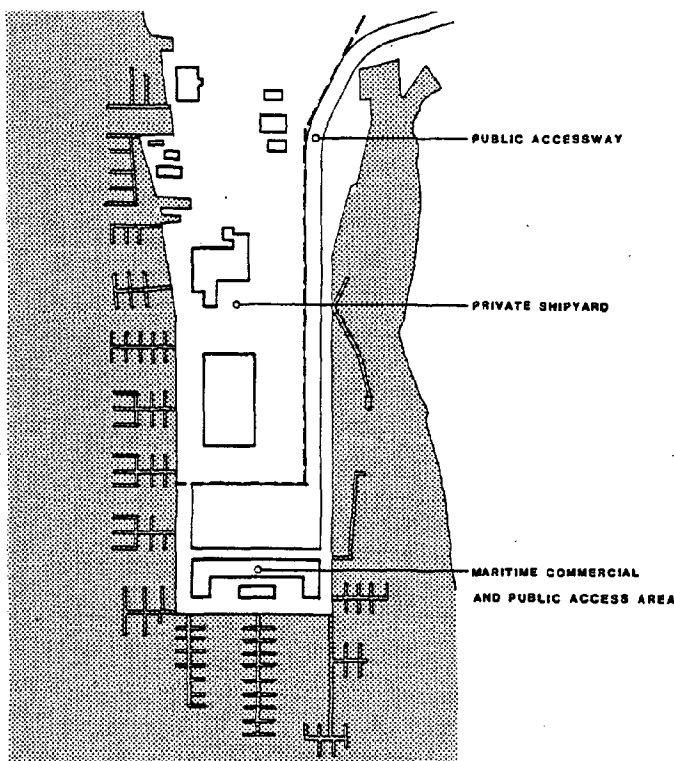 PUBLIC ACCESSWAY
PRIVATE SHIPYARD
MARITIME COMMERCIAL
AND PUBLIC ACCESS AREA